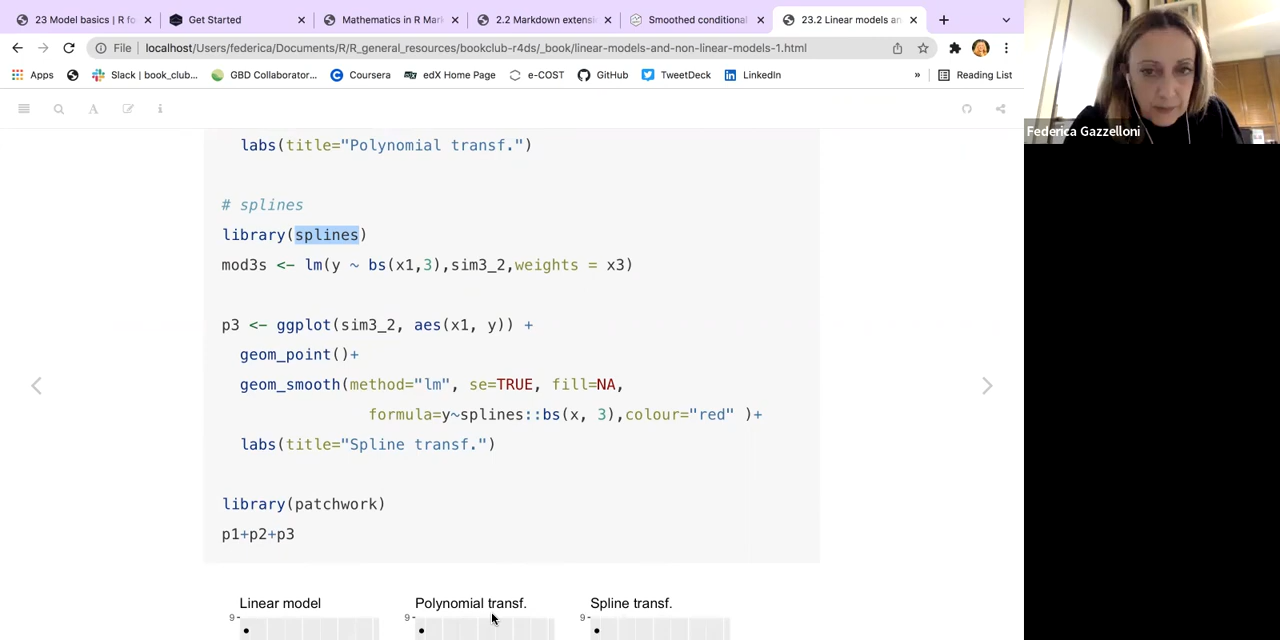 23 Model basics | R fo
Get Started
Mathematics in R Mar
2.2 Markdown extensi
Smoothed conditional
23.2 Linear models an
File
localhost/Users/federica/Documents/R/R_general_resources/bookclub-r4ds/_book/linear-models-and-non-linear-models-1.html
Apps
Slack | book_club...
GBD Collaborator...
Coursera
edX Home Page
e-COST
GitHub
TweetDeck
LinkedIn
»
Reading List
Federica Gazzelloni
labs(title="Polynomial transf.")
# splines
library(splines)
mod3s <- lm(y ~ bs(x1,3),sim3_2,weights = x3)
p3 <- ggplot(sim3_2, aes(x1, y)) +
geom_point()+
geom_smooth(method="lm", se=TRUE, fill=NA,
formula=y~splines::bs(x, 3),colour="red" )+
labs(title="Spline transf.")
library(patchwork)
p1+p2+p3
Linear model
Polynomial transf.
Spline transf.
9
9
9